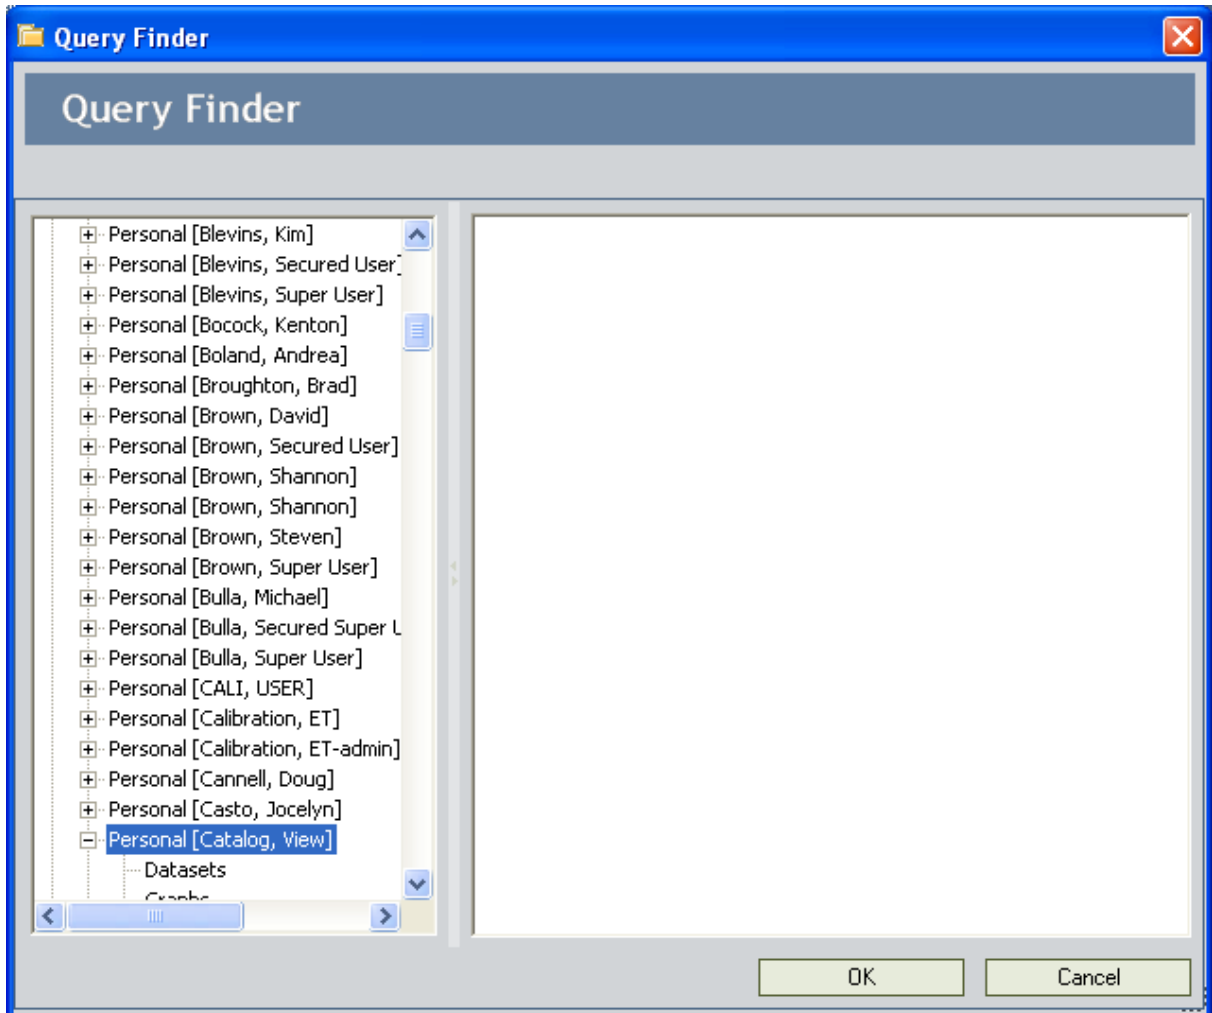 Query Finder
Query Finder
Personal [Blevins, Kim]
Personal [Blevins, Secured User]
Personal [Blevins, Super User]
Personal [Bocock, Kenton]
Personal [Boland, Andrea]
Personal [Broughton, Brad]
Personal [Brown, David]
Personal [Brown, Secured User]
Personal [Brown, Shannon]
Personal [Brown, Shannon]
Personal [Brown, Steven]
Personal [Brown, Super User]
Personal [Bulla, Michael]
Personal [Bulla, Secured Super U
Personal [Bulla, Super User]
Personal [CALI, USER]
Personal [Calibration, ET]
Personal [Calibration, ET-admin]
Personal [Cannell, Doug]
Personal [Casto, Jocelyn]
Personal [Catalog, View]
Datasets
Graphs
OK
Cancel